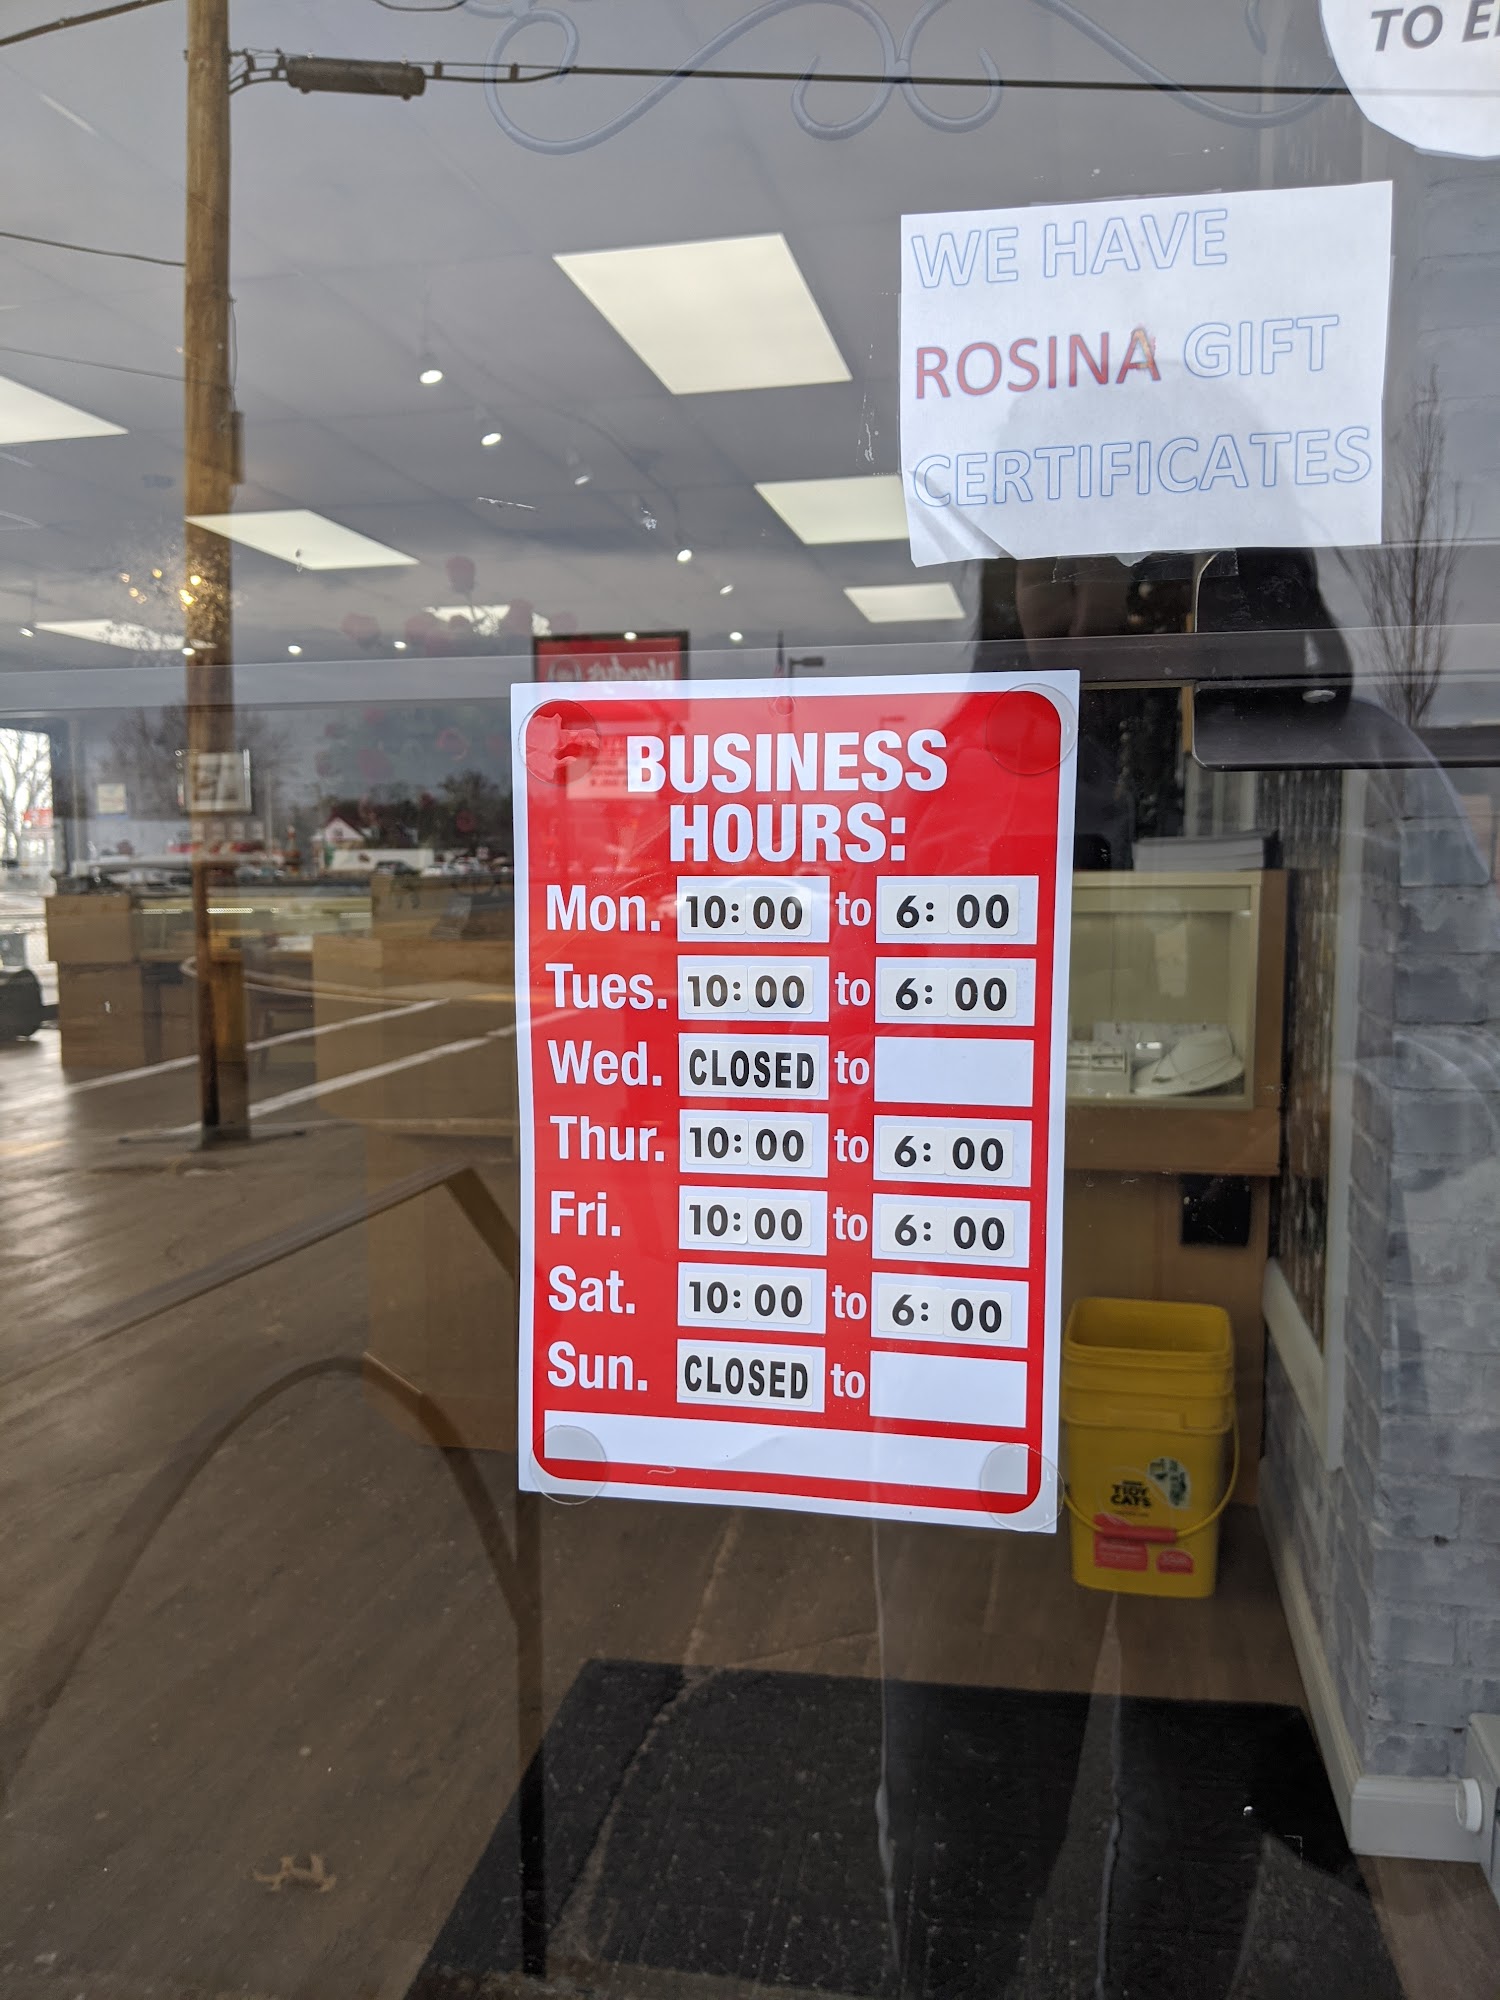 TO
WE HAVE
ROSINA GIFT
CERTIFICATES
BUSINESS
HOURS:
Mon. 10:00 to 6:00
Tues. 10:00 to 6:00
Wed. CLOSED to
Thur. 10:00 to 6:00
Fri. 10:00 to 6:00
Sat. 10:00 to 6:00
Sun. CLOSED to
TIDY
CATS